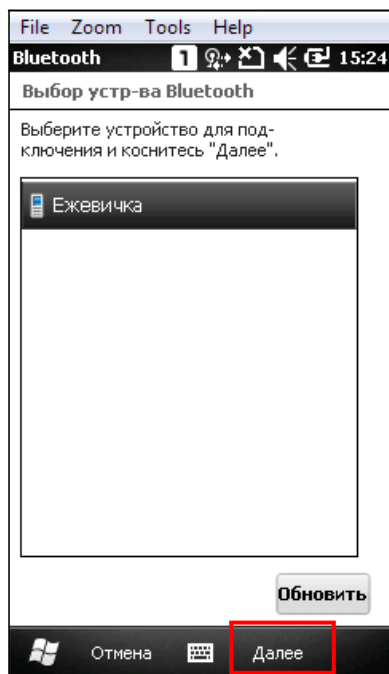 File Zoom Tools Help
Bluetooth 1 15:24
Выбор устр-ва Bluetooth
Выберите устройство для под-
ключения и коснитесь "Далее".
Ежевичка
Обновить
Отмена Далее